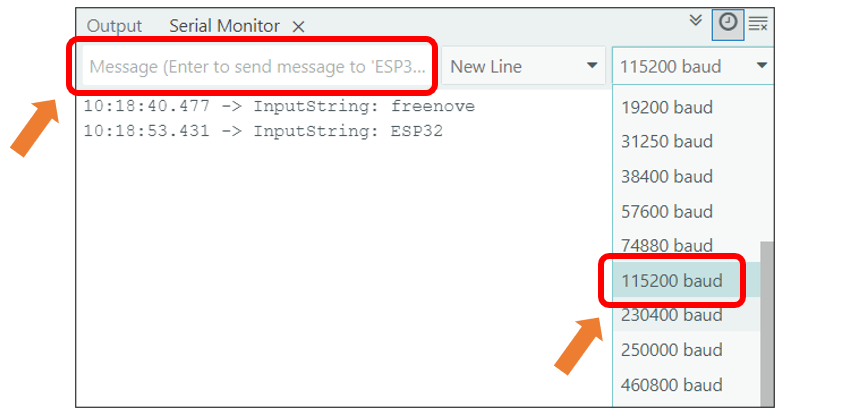 Output Serial Monitor
Message (Enter to send message to 'ESP3... New Line 115200 baud
10:18:40.477 -> InputString: freenove
10:18:53.431 -> InputString: ESP32
19200 baud
31250 baud
38400 baud
57600 baud
74880 baud
115200 baud
230400 baud
250000 baud
460800 baud